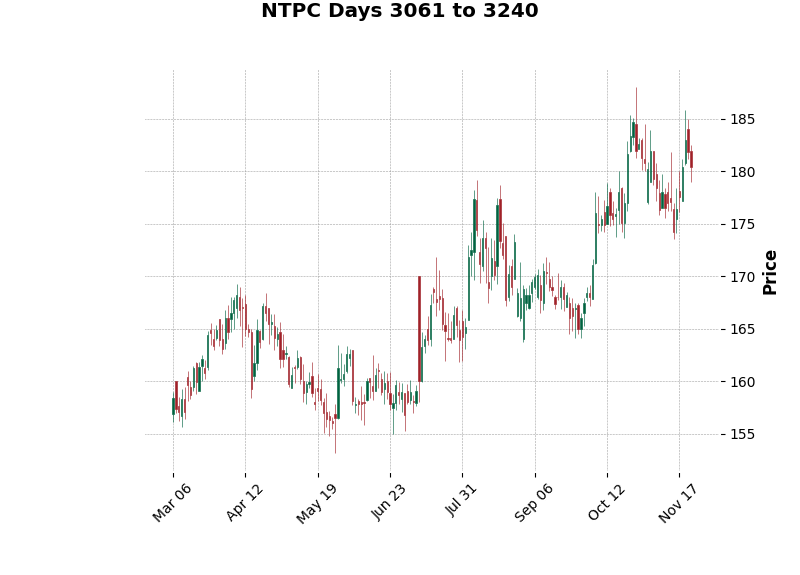 NTPC Days 3061 to 3240
185
180
175
170
165
160
155
Price
Mar 06
Apr 12
May 19
Jun 23
Jul 31
Sep 06
Oct 12
Nov 17